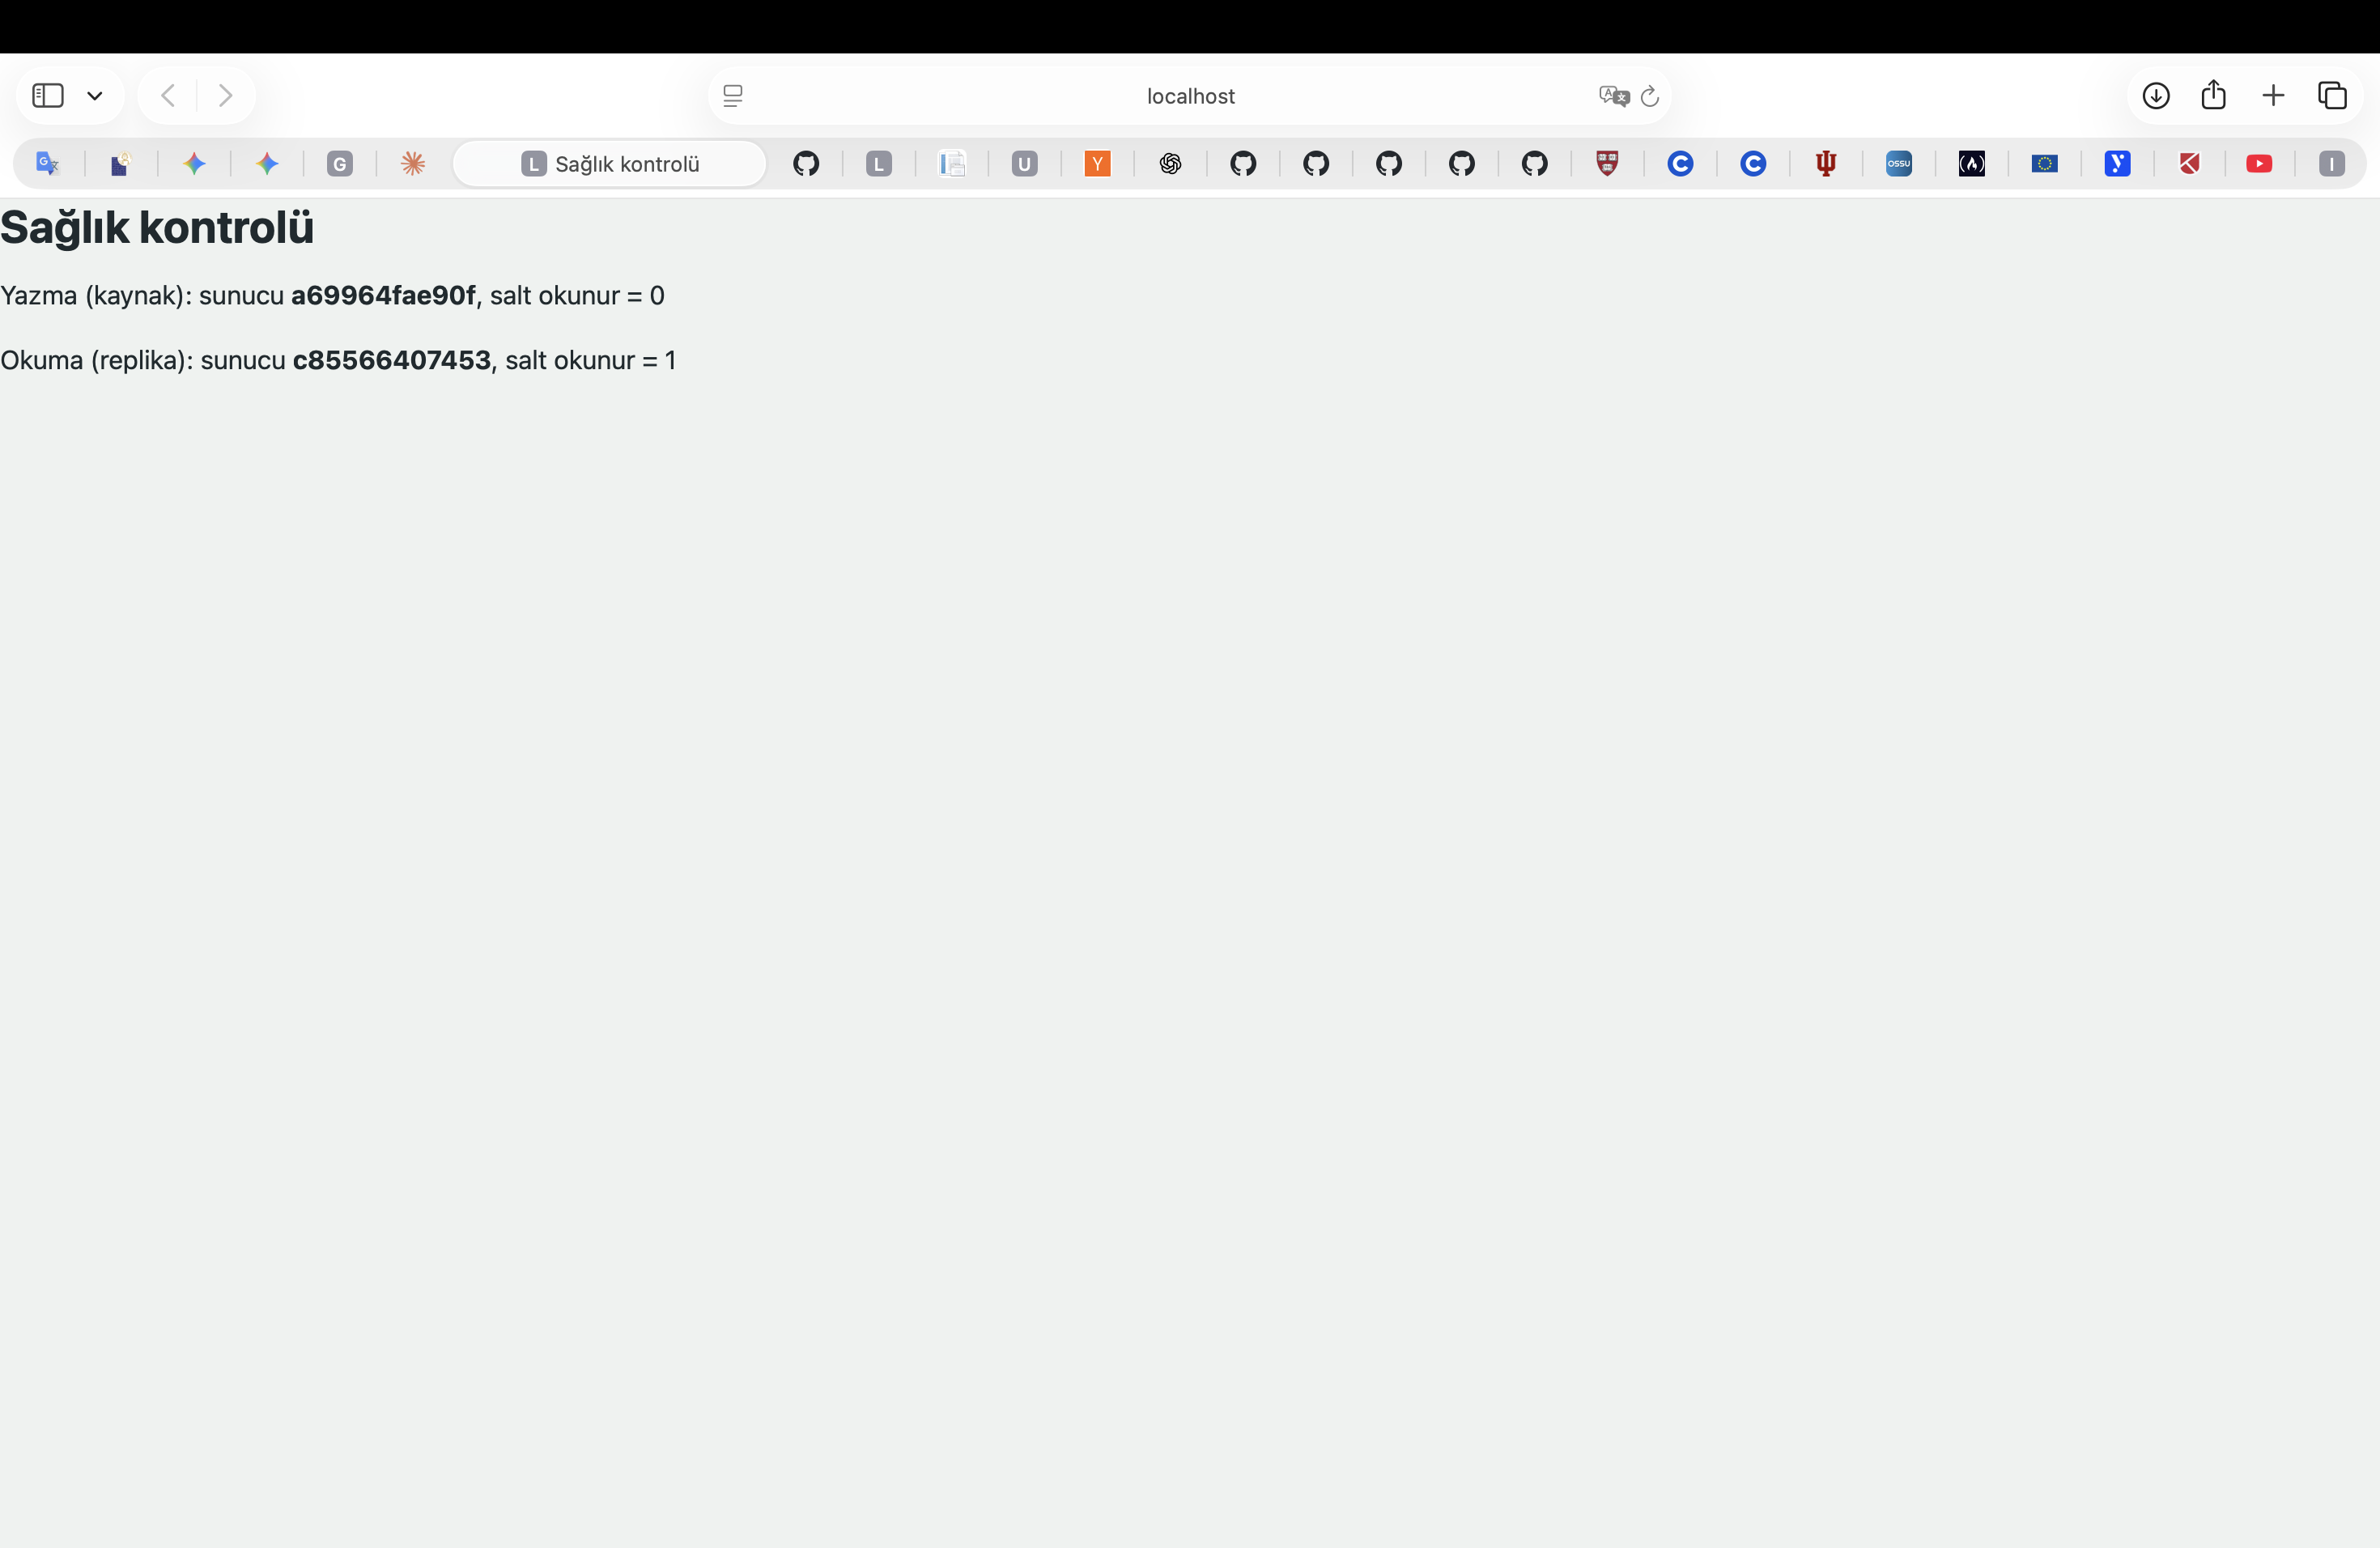 localhost
G
L Sağlık kontrolü
L
U
Y
OSSU
I
Sağlık kontrolü
Yazma (kaynak): sunucu a69964fae90f, salt okunur = 0
Okuma (replika): sunucu c85566407453, salt okunur = 1